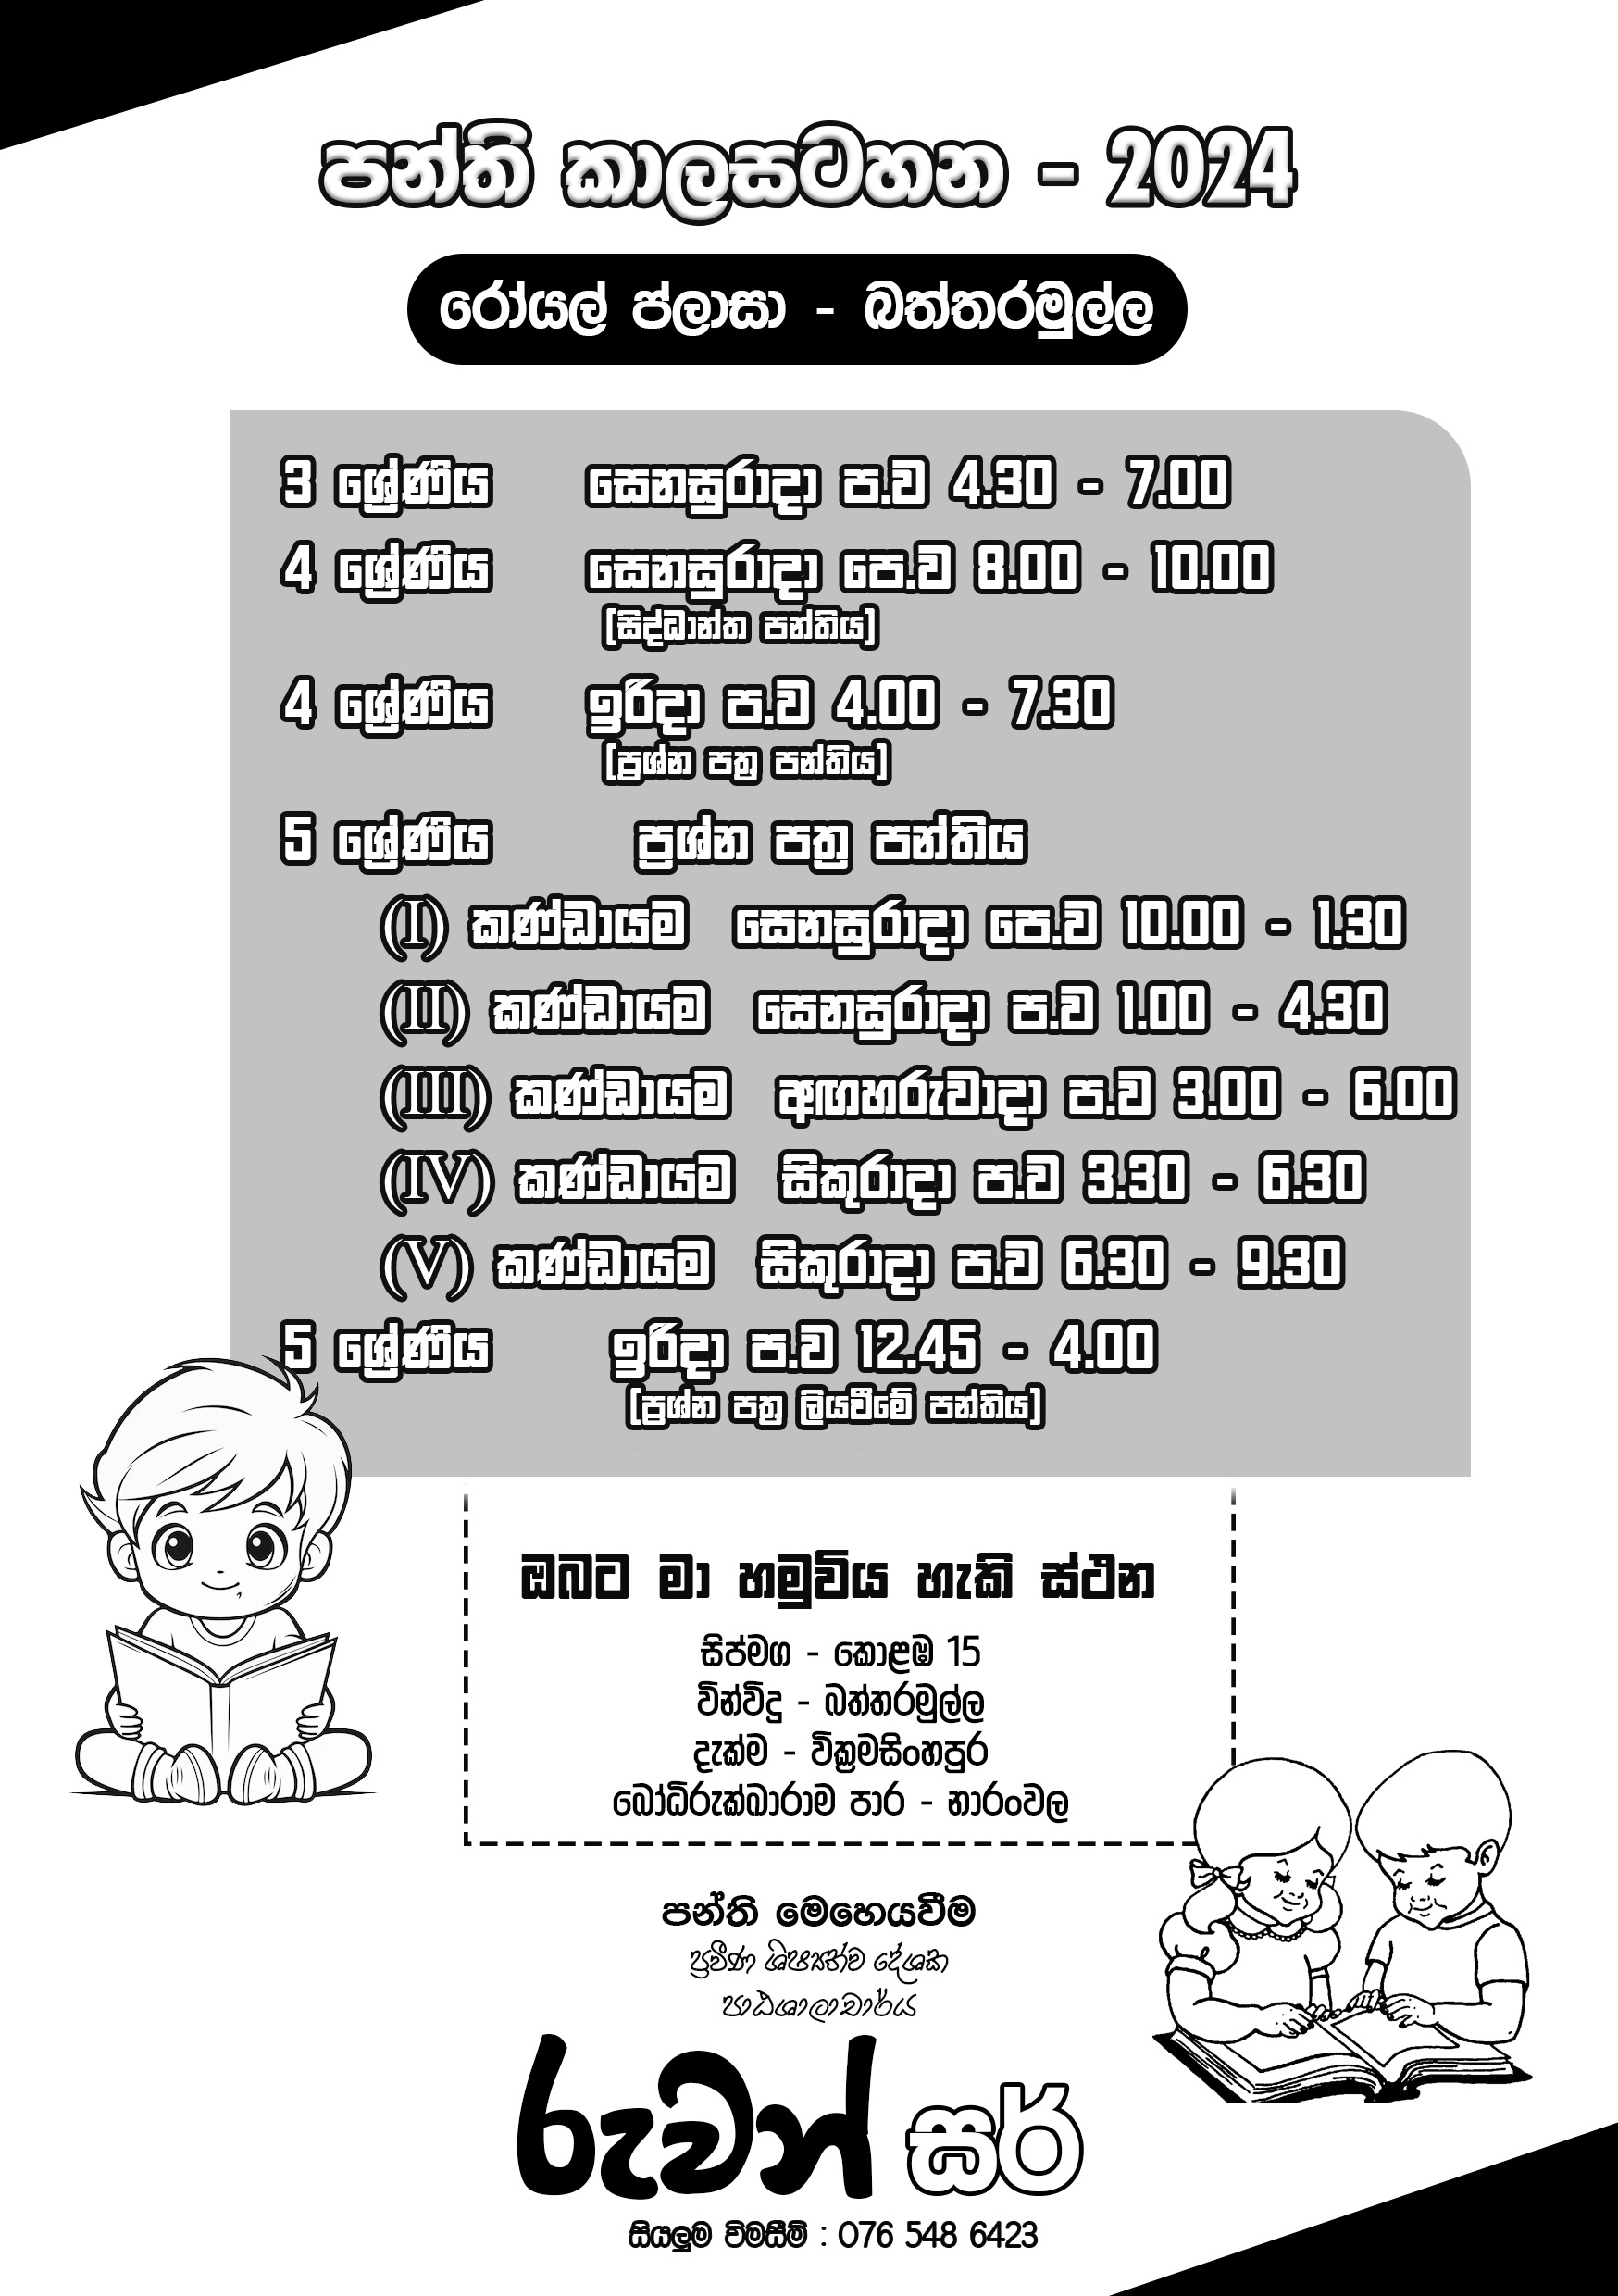 පන්ති කාලසටහන - 2024
රෝයල් ප්ලාසා - බත්තරමුල්ල
3 ශ්‍රේණිය සෙනසුරාදා ප.ව 4.30 - 7.00
4 ශ්‍රේණිය සෙනසුරාදා පෙ.ව 8.00 - 10.00
[සිද්ධාන්ත පන්තිය]
4 ශ්‍රේණිය ඉරිදා ප.ව 4.00 - 7.30
[ප්‍රශ්න පත්‍ර පන්තිය]
5 ශ්‍රේණිය ප්‍රශ්න පත්‍ර පන්තිය
(I) කණ්ඩායම සෙනසුරාදා පෙ.ව 10.00 - 1.30
(II) කණ්ඩායම සෙනසුරාදා ප.ව 1.00 - 4.30
(III) කණ්ඩායම අඟහරුවාදා ප.ව 3.00 - 6.00
(IV) කණ්ඩායම සිකුරාදා ප.ව 3.30 - 6.30
(V) කණ්ඩායම සිකුරාදා ප.ව 6.30 - 9.30
5 ශ්‍රේණිය ඉරිදා ප.ව 12.45 - 4.00
[ප්‍රශ්න පත්‍ර ලියවීමේ පන්තිය]
ඔබට මා හමුවිය හැකි ස්ථන
සිප්මග - කොළඹ 15
වින්විදු - බත්තරමුල්ල
දැක්ම - වික්‍රමසිංහපුර
බෝධිරුක්ඛාරාම පාර - නාරංවල
පන්ති මෙහෙයවීම
ප්‍රවීණ ශිෂ්‍යත්ව දේශක
පාඨශාලාචාර්ය
රුවන් සර්
සියලුම විමසීම් : 076 548 6423